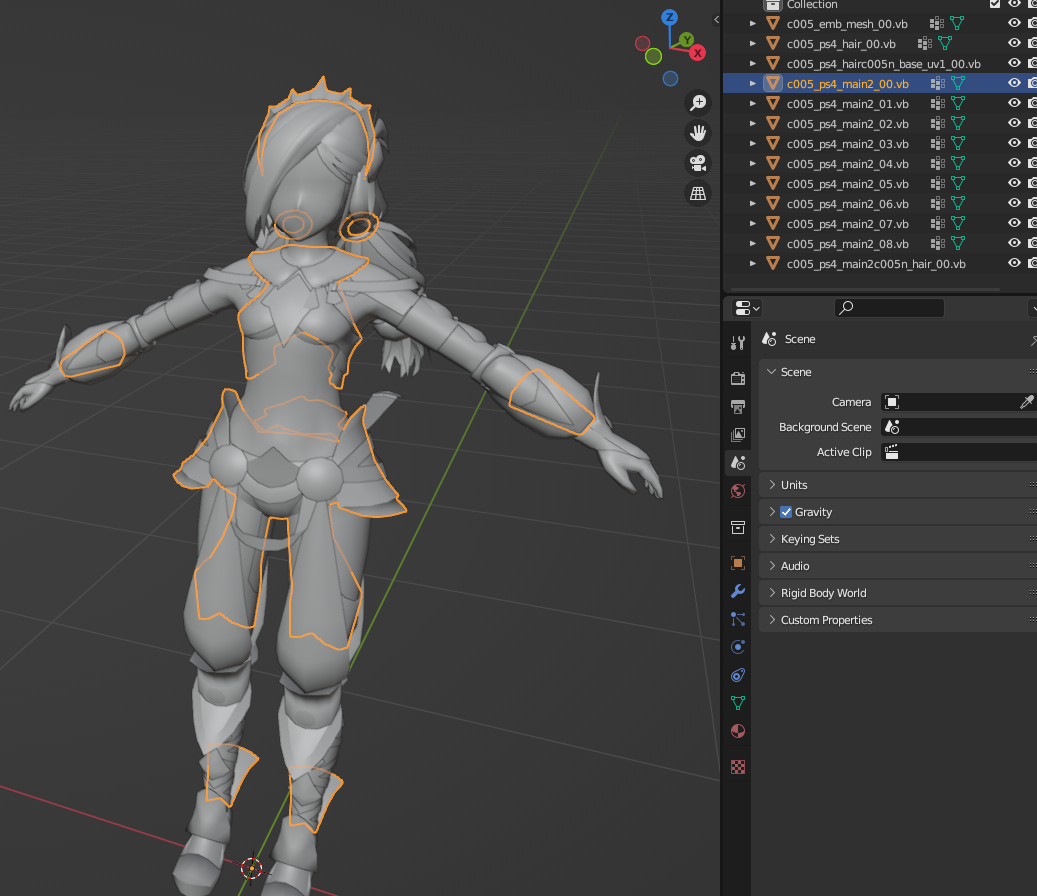 Z
Y
X
Collection
c005_emb_mesh_00.vb
c005_ps4_hair_00.vb
c005_ps4_hairc005n_base_uv1_00.vb
c005_ps4_main2_00.vb
c005_ps4_main2_01.vb
c005_ps4_main2_02.vb
c005_ps4_main2_03.vb
c005_ps4_main2_04.vb
c005_ps4_main2_05.vb
c005_ps4_main2_06.vb
c005_ps4_main2_07.vb
c005_ps4_main2_08.vb
c005_ps4_main2c005n_hair_00.vb
Scene
Scene
Camera
Background Scene
Active Clip
Units
Gravity
Keying Sets
Audio
Rigid Body World
Custom Properties